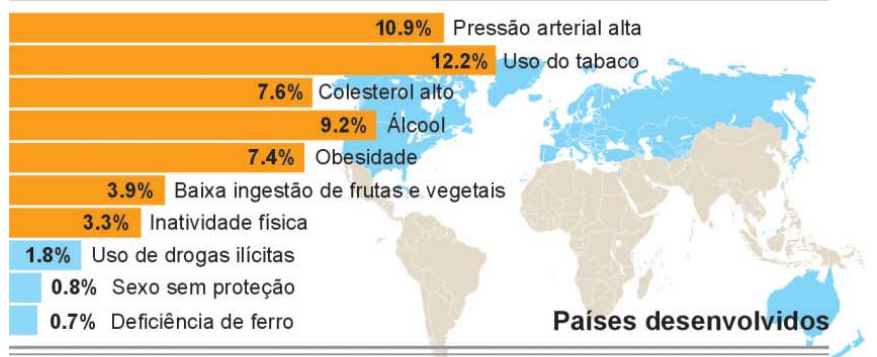 10.9% Pressão arterial alta
12.2% Uso do tabaco
7.6% Colesterol alto
9.2% Álcool
7.4% Obesidade
3.9% Baixa ingestão de frutas e vegetais
3.3% Inatividade física
1.8% Uso de drogas ilícitas
0.8% Sexo sem proteção
0.7% Deficiência de ferro
Países desenvolvidos